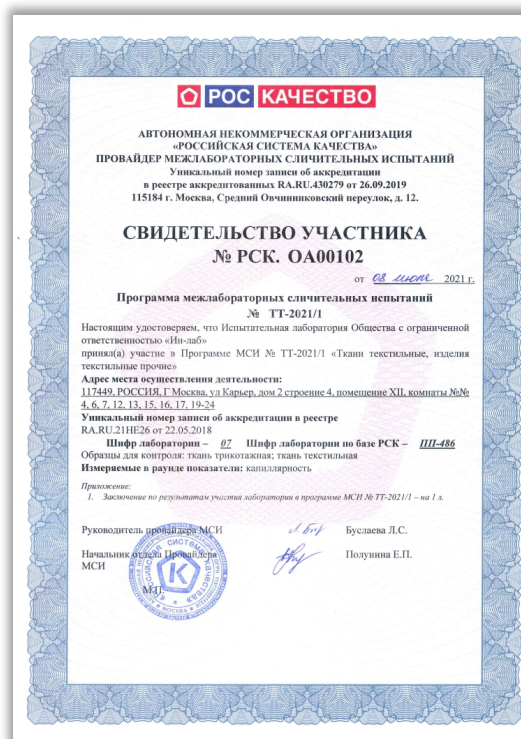 РОС КАЧЕСТВО
АВТОНОМНАЯ НЕКОММЕРЧЕСКАЯ ОРГАНИЗАЦИЯ
«РОССИЙСКАЯ СИСТЕМА КАЧЕСТВА»
ПРОВАЙДЕР МЕЖЛАБОРАТОРНЫХ СЛИЧИТЕЛЬНЫХ ИСПЫТАНИЙ
Уникальный номер записи об аккредитации
в реестре аккредитованных RA.RU.430279 от 26.09.2019
115184 г. Москва, Средний Овчинниковский переулок, д. 12.
СВИДЕТЕЛЬСТВО УЧАСТНИКА
№ РСК. ОА00102
от 08 июля 2021 г.
Программа межлабораторных сличительных испытаний
№ ТТ-2021/1
Настоящим удостоверяем, что Испытательная лаборатория Общества с ограниченной
ответственностью «Ин-лаб»
принял(а) участие в Программе МСИ № ТТ-2021/1 «Ткани текстильные, изделия
текстильные прочие»
Адрес места осуществления деятельности:
117449, РОССИЯ, Г Москва, ул Карьер, дом 2 строение 4, помещение XII, комнаты №№
4, 6, 7, 12, 13, 15, 16, 17, 19-24
Уникальный номер записи об аккредитации в реестре
RA.RU.21НЕ26 от 22.05.2018
Шифр лаборатории – 07 Шифр лаборатории по базе РСК – ПП-486
Образцы для контроля: ткань трикотажная; ткань текстильная
Измеряемые в раунде показатели: капиллярность
Приложение:
1. Заключение по результатам участия лаборатории в программе МСИ № ТТ-2021/1 – на 1 л.
Руководитель провайдера МСИ Буслаева Л.С.
Начальник отдела Провайдера Полунина Е.П.
МСИ
М.П.
РОССИЙСКАЯ СИСТЕМА КАЧЕСТВА
МОСКВА